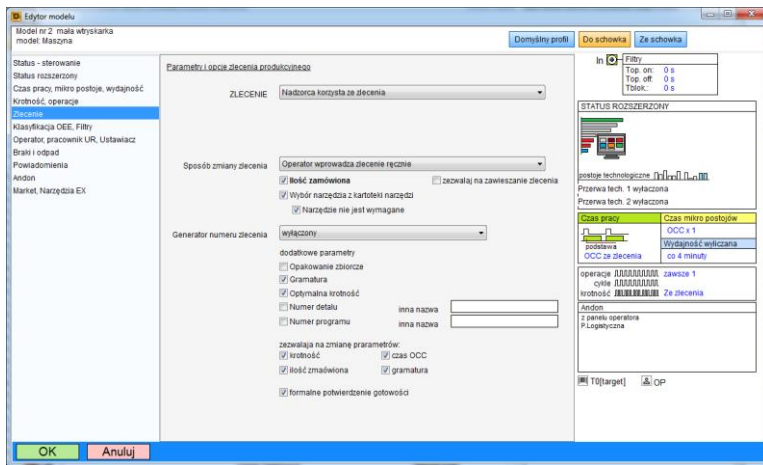 Edytor modelu
Model nr 2 mała wtryskarka
model: Maszyna
Domyślny profil
Do schowka
Ze schowka
Status - sterowanie
Status rozszerzony
Czas pracy, mikro postoje, wydajność
Krotność, operacje
Zlecenie
Klasyfikacja OEE, Filtry
Operator, pracownik UR, Ustawiacz
Braki i odpad
Powiadomienia
Andon
Market, Narzędzia EX
Parametry i opcje zlecenia produkcyjnego
ZLECENIE
Nadzorca korzysta ze zlecenia
Sposób zmiany zlecenia
Operator wprowadza zlecenie ręcznie
Ilość zamówiona
zezwalaj na zawieszanie zlecenia
Wybór narzędzia z kartoteki narzędzi
Narzędzie nie jest wymagane
Generator numeru zlecenia
wyłączony
dodatkowe parametry
Opakowanie zbiorcze
Gramatura
Optymalna krotność
Numer detalu
inna nazwa
Numer programu
inna nazwa
zezwalaja na zmianę prarametrów:
krotność
czas OCC
ilość zmaówiona
gramatura
formalne potwierdzenie gotowości
In
Filtry
Top. on: 0 s
Top. off: 0 s
Tblok.: 0 s
STATUS ROZSZERZONY
postoje technologiczne
Przerwa tech. 1 wyłaczona
Przerwa tech. 2 wyłaczona
Czas pracy
Czas mikro postojów
OCC x 1
podstawa
Wydajność wyliczana
OCC ze zlecenia
co 4 minuty
operacje
zawsze 1
cykle
krotność
Ze zlecenia
Andon
z panelu operatora
P.Logistyczna
T0[target]
OP
OK
Anuluj